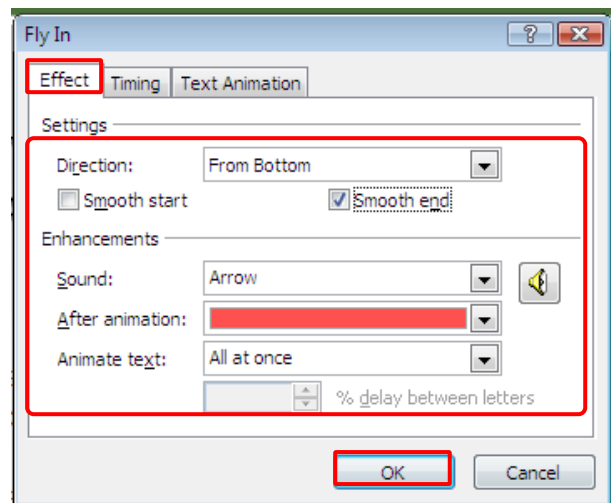 Fly In
Effect Timing Text Animation
Settings
Direction: From Bottom
Smooth start Smooth end
Enhancements
Sound: Arrow
After animation:
Animate text: All at once
% delay between letters
OK Cancel